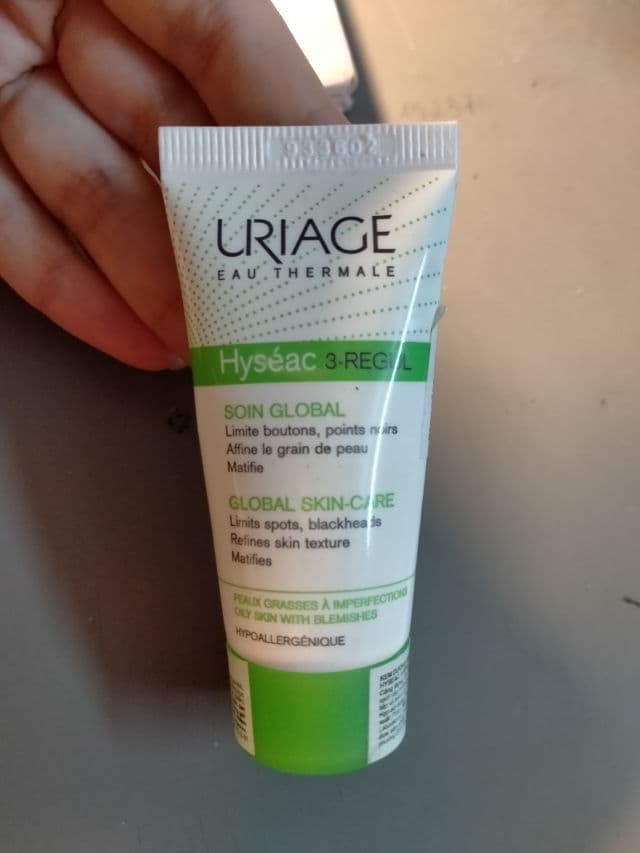 URIAGE
EAU THERMALE
Hyséac 3-REGUL
SOIN GLOBAL
Limite boutons, points noirs
Affine le grain de peau
Matifie
GLOBAL SKIN-CARE
Limits spots, blackheads
Refines skin texture
Matifies
PEAUX GRASSES À IMPERFECTIONS
OILY SKIN WITH BLEMISHES
HYPOALLERGÉNIQUE